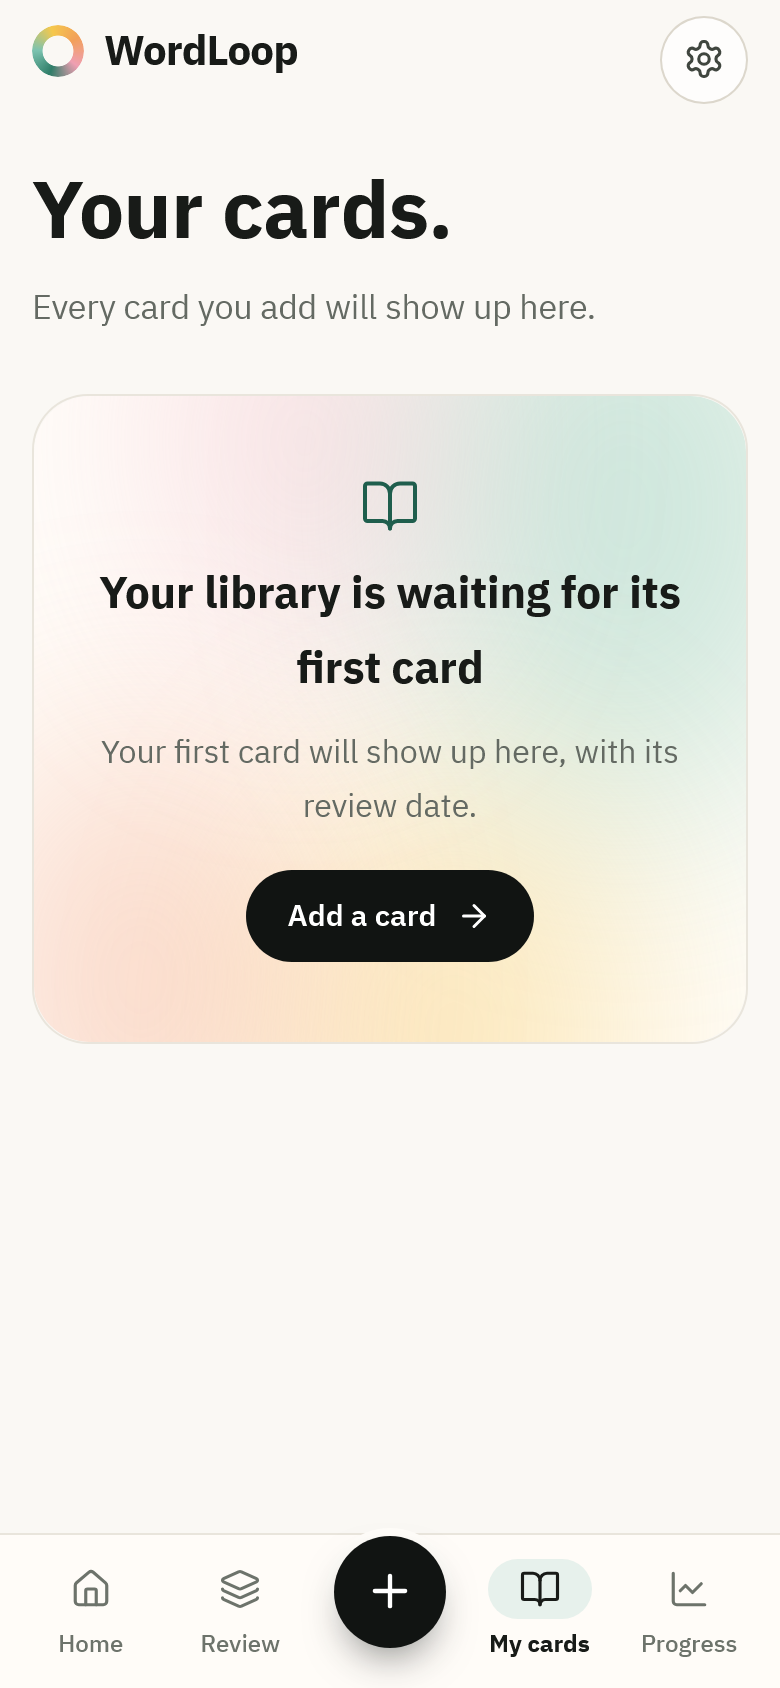 WordLoop
Your cards.
Every card you add will show up here.
Your library is waiting for its
first card
Your first card will show up here, with its
review date.
Add a card
Home
Review
My cards
Progress